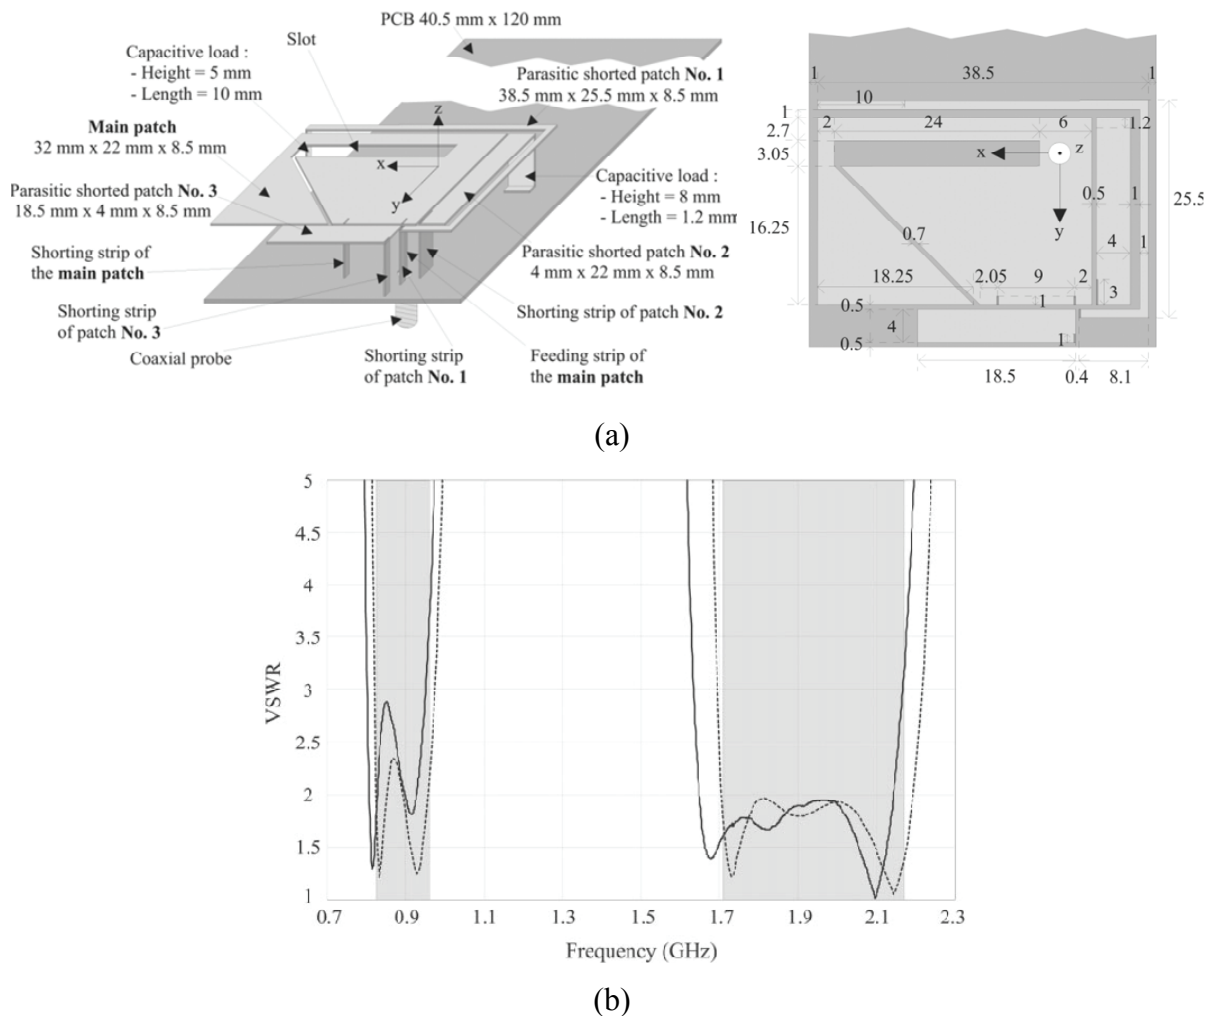 PCB 40.5 mm x 120 mm
Slot
Capacitive load :
- Height = 5 mm
- Length = 10 mm
Parasitic shorted patch No. 1
38.5 mm x 25.5 mm x 8.5 mm
Main patch
32 mm x 22 mm x 8.5 mm
z
x
y
Capacitive load :
- Height = 8 mm
- Length = 1.2 mm
Parasitic shorted patch No. 3
18.5 mm x 4 mm x 8.5 mm
Parasitic shorted patch No. 2
4 mm x 22 mm x 8.5 mm
Shorting strip of
the main patch
Shorting strip
of patch No. 3
Shorting strip of patch No. 2
Coaxial probe
Shorting strip
of patch No. 1
Feeding strip of
the main patch
1
38.5
1
10
1
2
24
6
1.2
2.7
3.05
x
z
y
0.5
1
25.5
16.25
0.7
4
1
18.25
2.05
9
2
3
0.5
1
4
0.5
1
18.5
0.4
8.1
(a)
5
4.5
4
3.5
3
2.5
2
1.5
1
VSWR
0.7
0.9
1.1
1.3
1.5
1.7
1.9
2.1
2.3
Frequency (GHz)
(b)